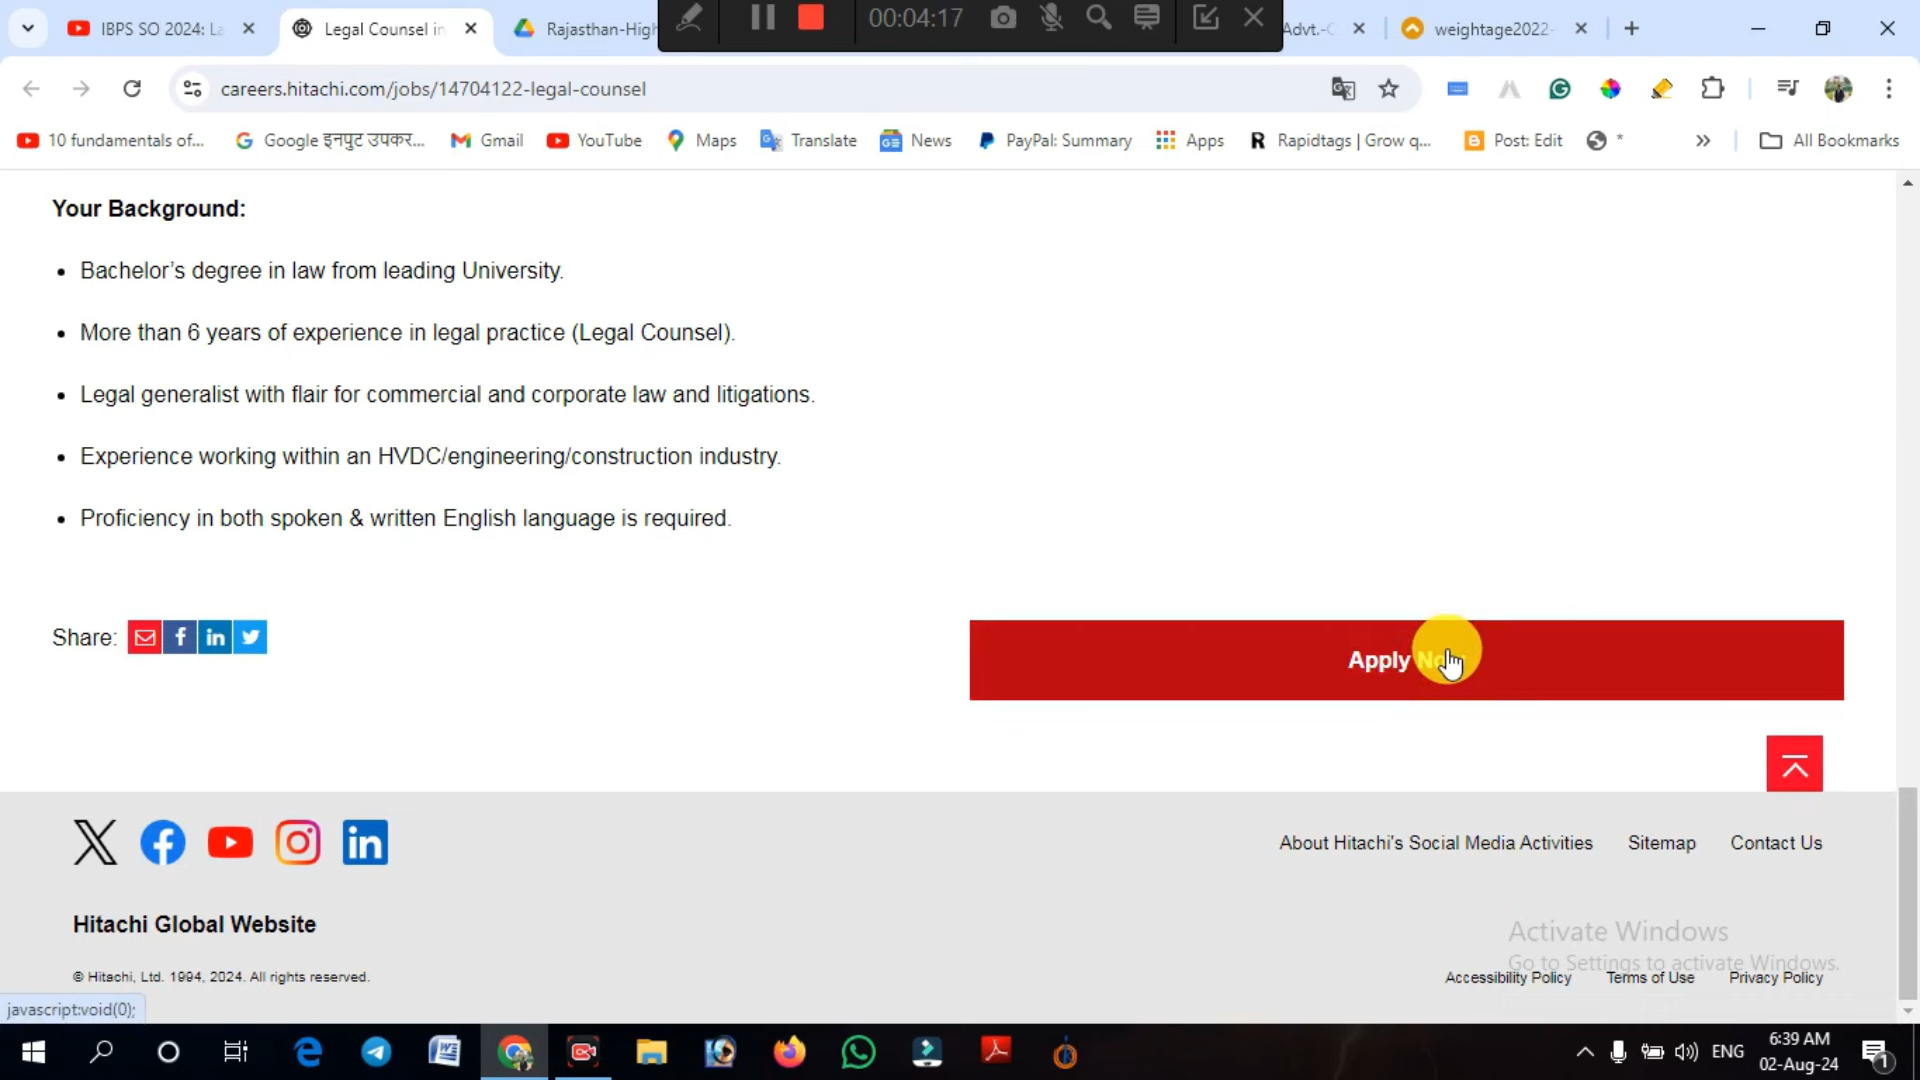 IBPS SO 2024: La
Legal Counsel in
Rajasthan-High
00:04:17
Advt.-C
weightage2022-
careers.hitachi.com/jobs/14704122-legal-counsel
10 fundamentals of...
Google इनपुट उपकर...
Gmail
YouTube
Maps
Translate
News
PayPal: Summary
Apps
Rapidtags | Grow q...
Post: Edit
*
All Bookmarks
Your Background:
• Bachelor's degree in law from leading University.
• More than 6 years of experience in legal practice (Legal Counsel).
• Legal generalist with flair for commercial and corporate law and litigations.
• Experience working within an HVDC/engineering/construction industry.
• Proficiency in both spoken & written English language is required.
Share:
Apply Now
About Hitachi's Social Media Activities
Sitemap
Contact Us
Hitachi Global Website
Activate Windows
Go to Settings to activate Windows.
© Hitachi, Ltd. 1994, 2024. All rights reserved.
Accessibility Policy
Terms of Use
Privacy Policy
javascript:void(0);
ENG
6:39 AM
02-Aug-24
1